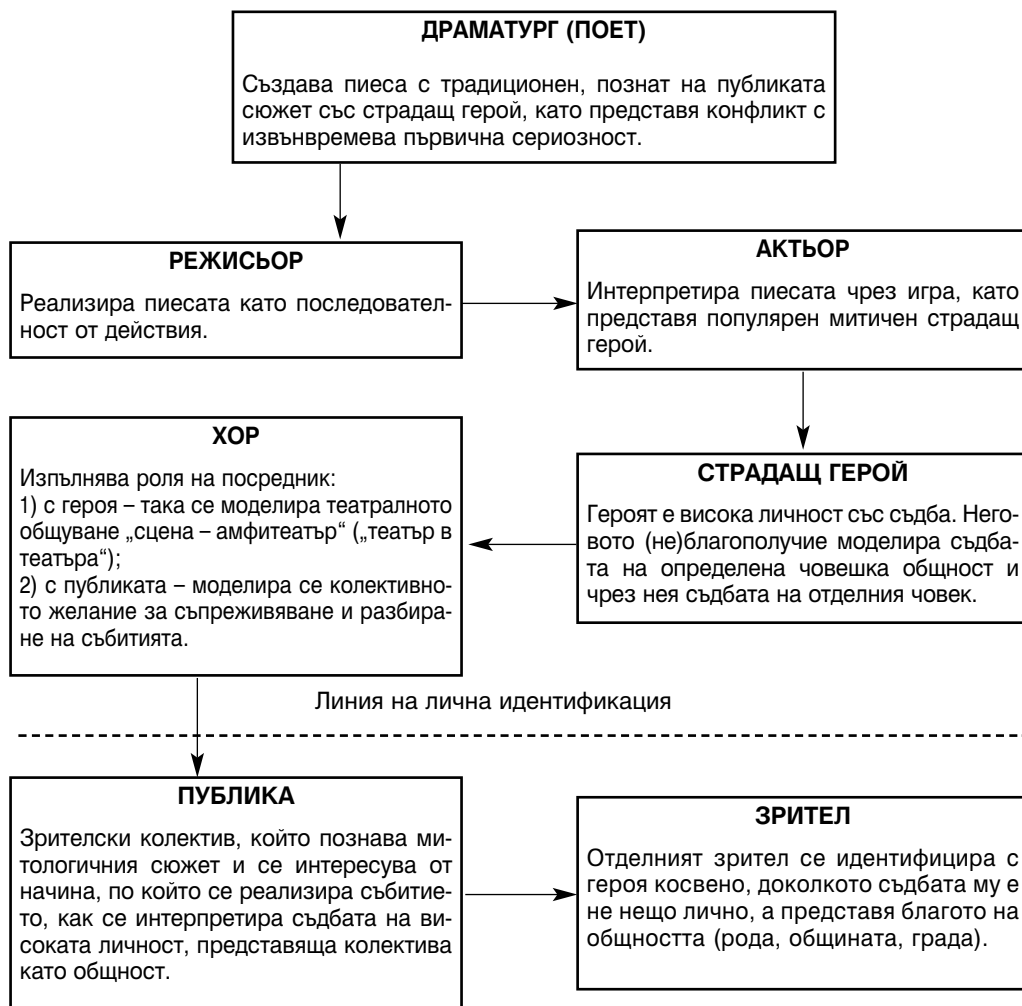 ДРАМАТУРГ (ПОЕТ)
Създава пиеса с традиционен, познат на публиката
сюжет със страдащ герой, като представя конфликт с
извънвремева първична сериозност.
РЕЖИСЬОР
Реализира пиесата като последовател-
ност от действия.
АКТЬОР
Интерпретира пиесата чрез игра, като
представя популярен митичен страдащ
герой.
ХОР
Изпълнява роля на посредник:
1) с героя – така се моделира театралното
общуване „сцена – амфитеатър“ („театър в
театъра“);
2) с публиката – моделира се колективно-
то желание за съпреживяване и разбира-
не на събитията.
СТРАДАЩ ГЕРОЙ
Героят е висока личност със съдба. Него-
вото (не)благополучие моделира съдба-
та на определена човешка общност и
чрез нея съдбата на отделния човек.
Линия на лична идентификация
ПУБЛИКА
Зрителски колектив, който познава ми-
тологичния сюжет и се интересува от
начина, по който се реализира събитие-
то, как се интерпретира съдбата на ви-
соката личност, представяща колектива
като общност.
ЗРИТЕЛ
Отделният зрител се идентифицира с
героя косвено, доколкото съдбата му е
не нещо лично, а представя благото на
общността (рода, общината, града).